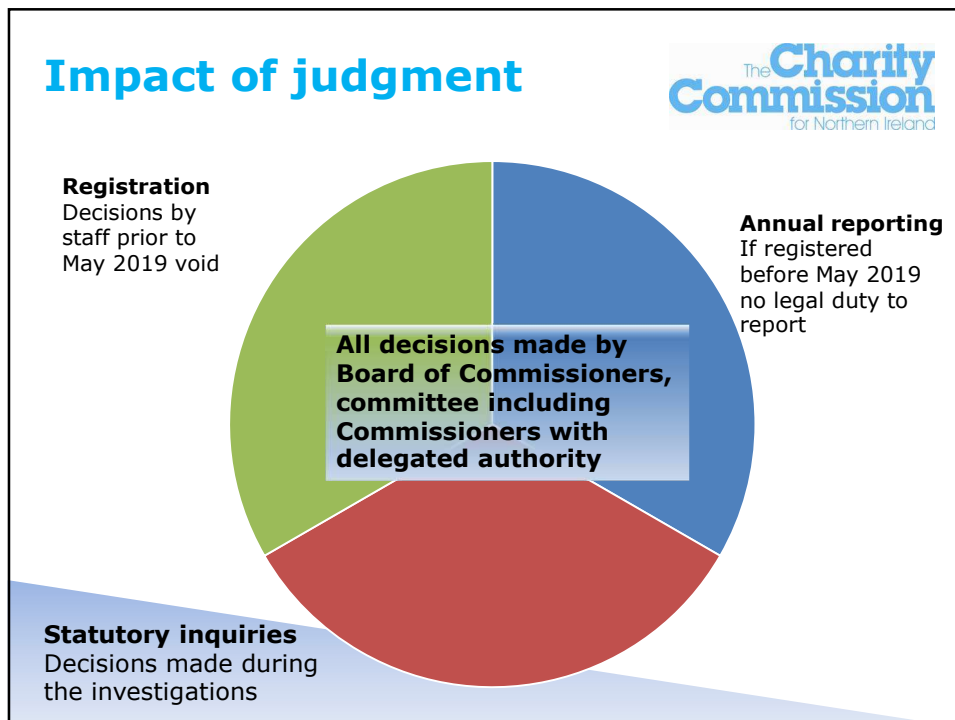 Impact of judgment
The Charity
Commission
for Northern Ireland
Registration
Decisions by
staff prior to
May 2019 void
Annual reporting
If registered
before May 2019
no legal duty to
report
All decisions made by
Board of Commissioners,
committee including
Commissioners with
delegated authority
Statutory inquiries
Decisions made during
the investigations